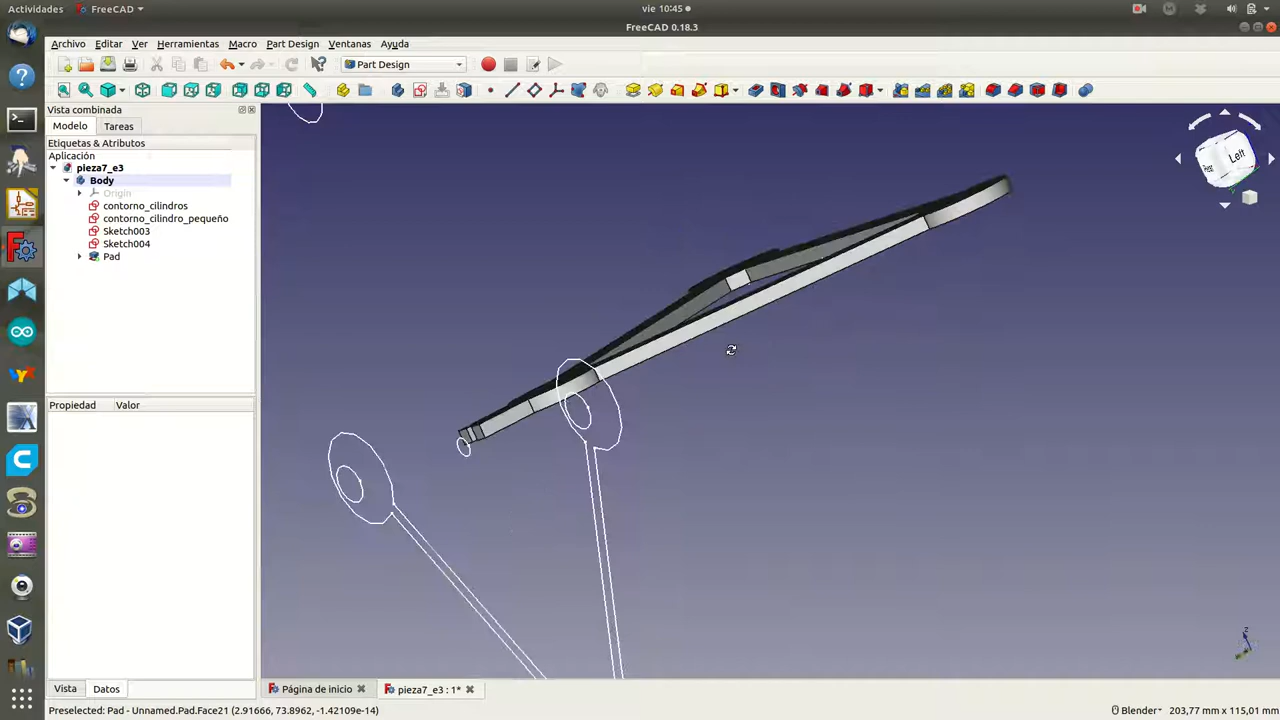 Actividades FreeCAD vie 10:45
FreeCAD 0.18.3
Archivo Editar Ver Herramientas Macro Part Design Ventanas Ayuda
Part Design
Vista combinada
Modelo Tareas
Etiquetas & Atributos
Aplicación
pieza7_e3
Body
Origin
contorno_cilindros
contorno_cilindro_pequeño
Sketch003
Sketch004
Pad
Left
Propiedad Valor
Vista Datos
Página de inicio pieza7_e3 : 1*
Preselected: Pad - Unnamed.Pad.Face21 (2.91666, 73.8962, -1.42109e-14) Blender 203,77 mm x 115,01 mm